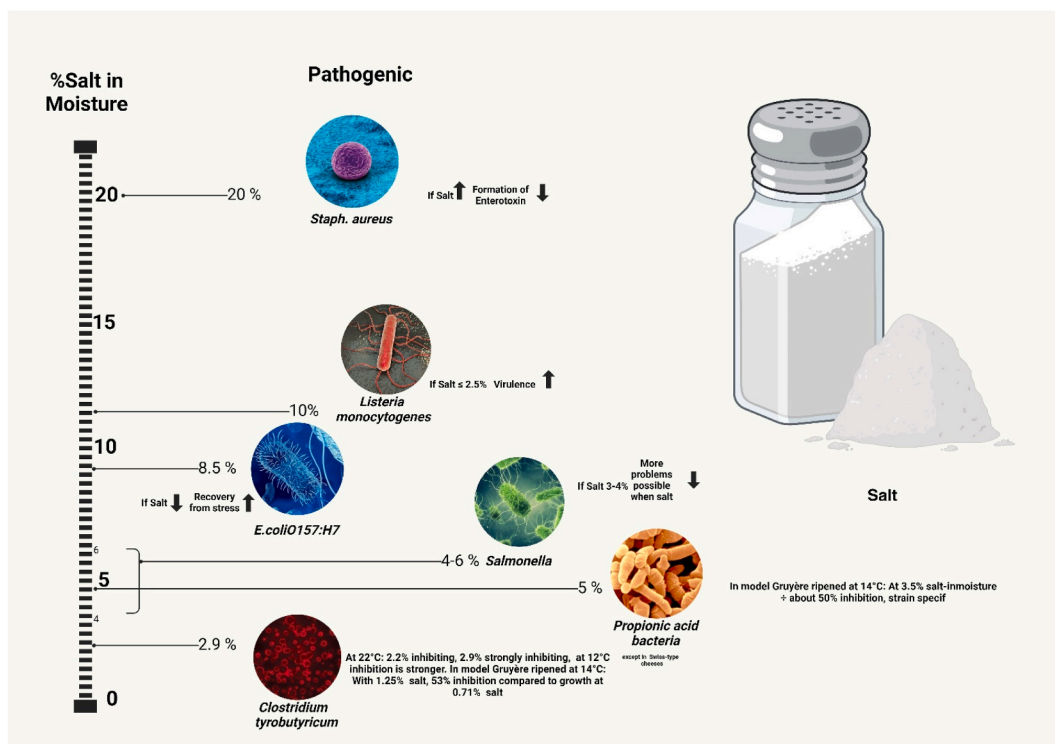 %Salt in
Moisture
Pathogenic
20
20 %
If Salt
Formation of
Enterotoxin
Staph. aureus
15
If Salt ≤ 2.5% Virulence
Listeria
monocytogenes
10%
10
8.5 %
If Salt
Recovery
from stress
E.coliO157:H7
If Salt 3-4%
More
problems
possible
when salt
Salt
6
4-6 %
Salmonella
5
5 %
In model Gruyère ripened at 14°C: At 3.5% salt-inmoisture
÷ about 50% inhibition, strain specif
4
Propionic acid
bacteria
except in Swiss-type
cheeses
2.9 %
At 22°C: 2.2% inhibiting, 2.9% strongly inhibiting, at 12°C
inhibition is stronger. In model Gruyère ripened at 14°C:
With 1.25% salt, 53% inhibition compared to growth at
0.71% salt
0
Clostridium
tyrobutyricum